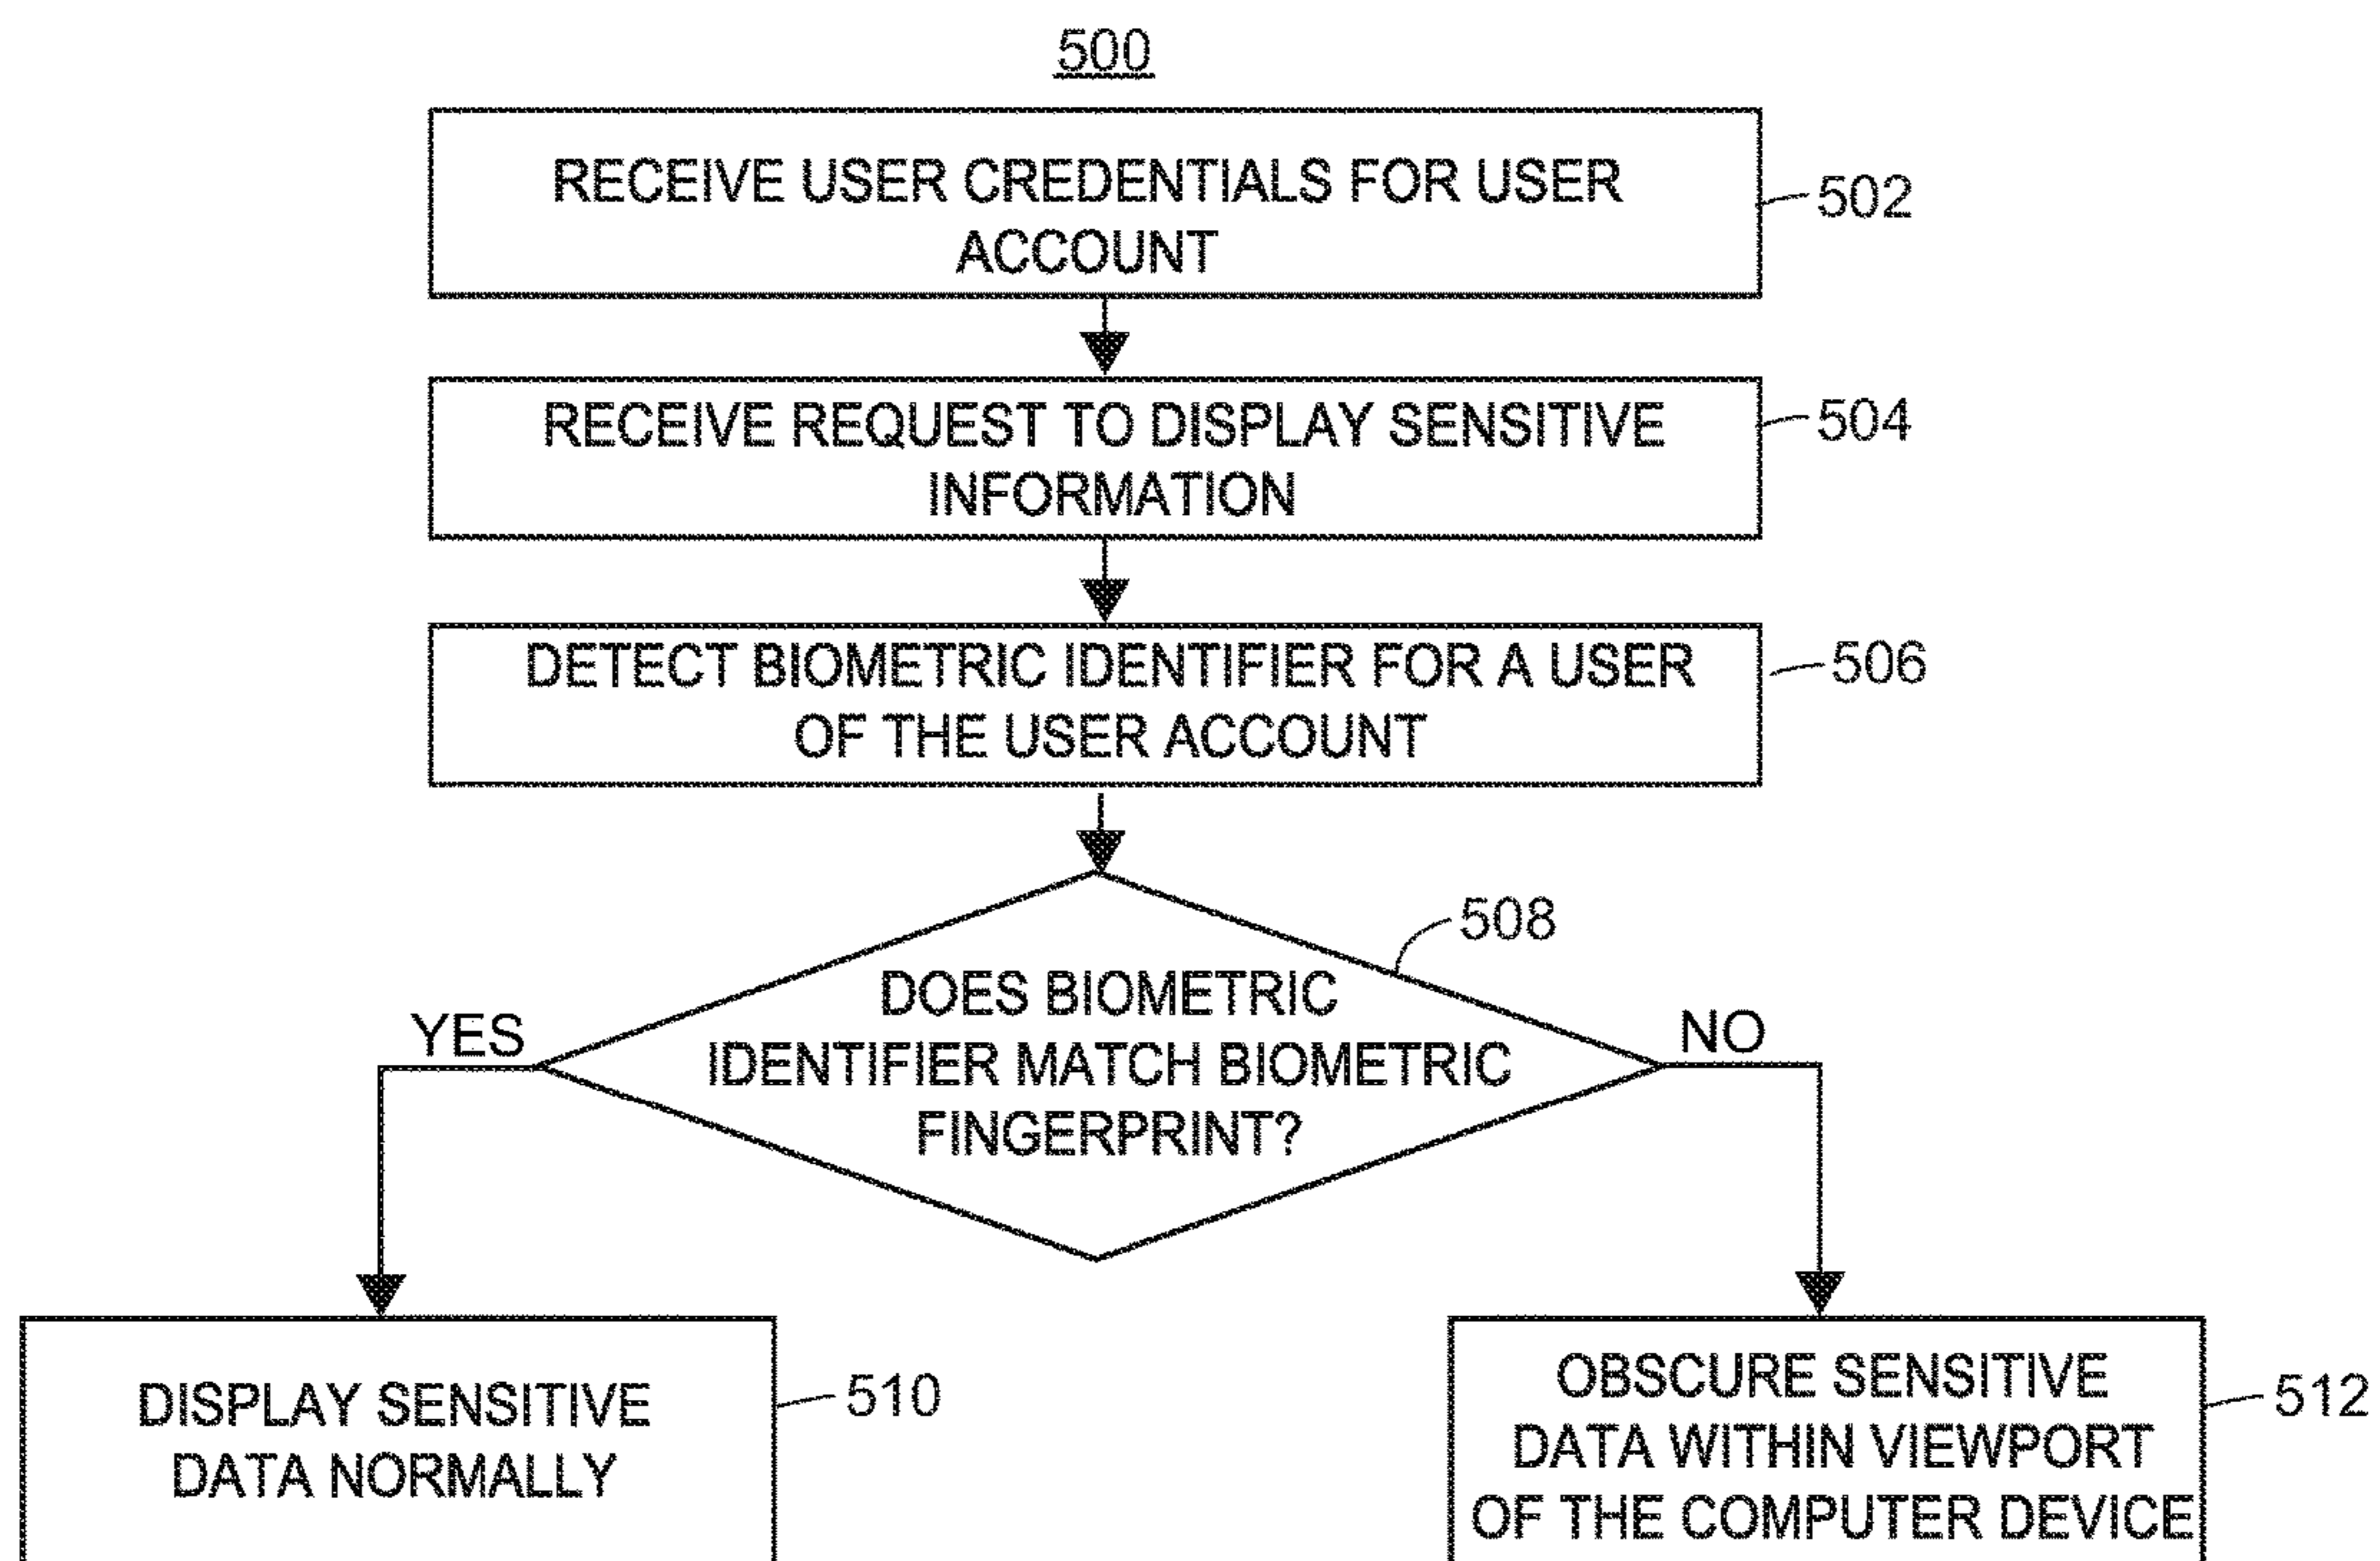 500
RECEIVE USER CREDENTIALS FOR USER
ACCOUNT
502
RECEIVE REQUEST TO DISPLAY SENSITIVE
INFORMATION
504
DETECT BIOMETRIC IDENTIFIER FOR A USER
OF THE USER ACCOUNT
506
508
DOES BIOMETRIC
IDENTIFIER MATCH BIOMETRIC
FINGERPRINT?
YES
NO
DISPLAY SENSITIVE
DATA NORMALLY
510
OBSCURE SENSITIVE
DATA WITHIN VIEWPORT
OF THE COMPUTER DEVICE
512